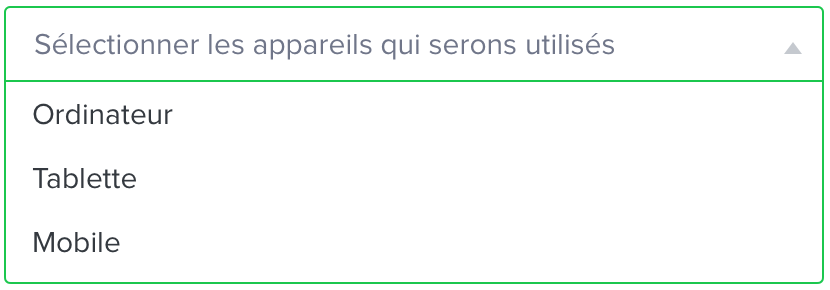 Sélectionner les appareils qui serons utilisés
Ordinateur
Tablette
Mobile